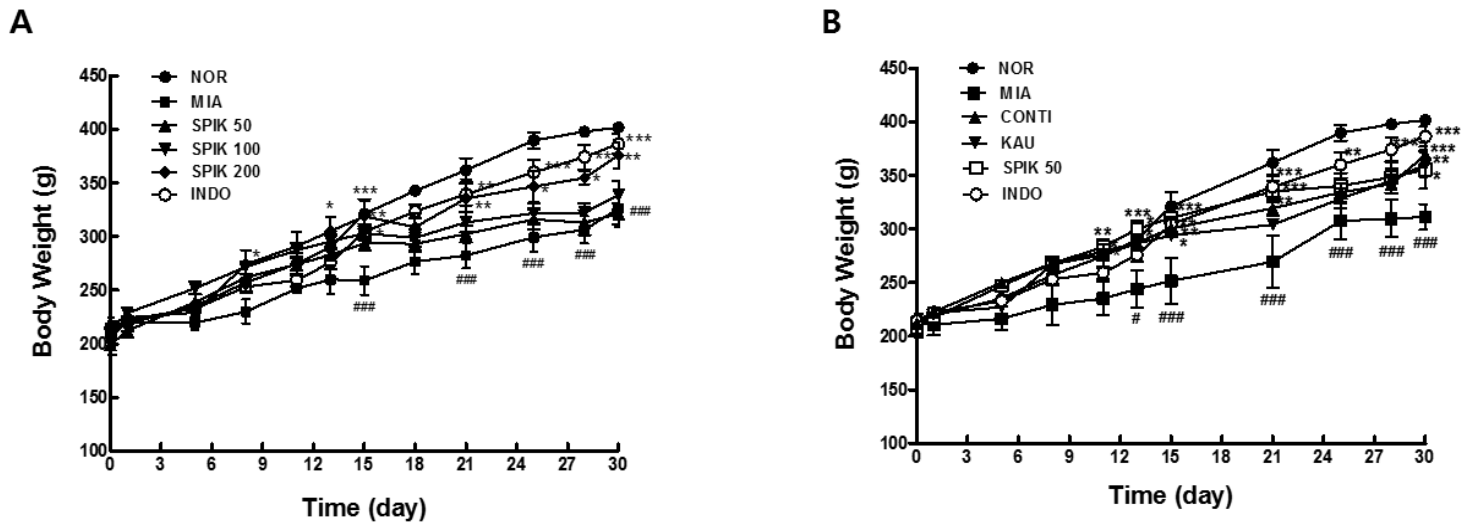 A
B
Body Weight (g)
450
400
350
300
250
200
150
100
NOR
MIA
SPIK 50
SPIK 100
SPIK 200
INDO
*
*
***
**
*
**
**
***
*
***
*
***
**
###
###
###
###
###
0 3 6 9 12 15 18 21 24 27 30
Time (day)
Body Weight (g)
450
400
350
300
250
200
150
100
NOR
MIA
CONTI
KAU
SPIK 50
INDO
**
***
***
**
*
***
***
**
**
***
***
***
**
*
#
###
###
###
###
###
0 3 6 9 12 15 18 21 24 27 30
Time (day)